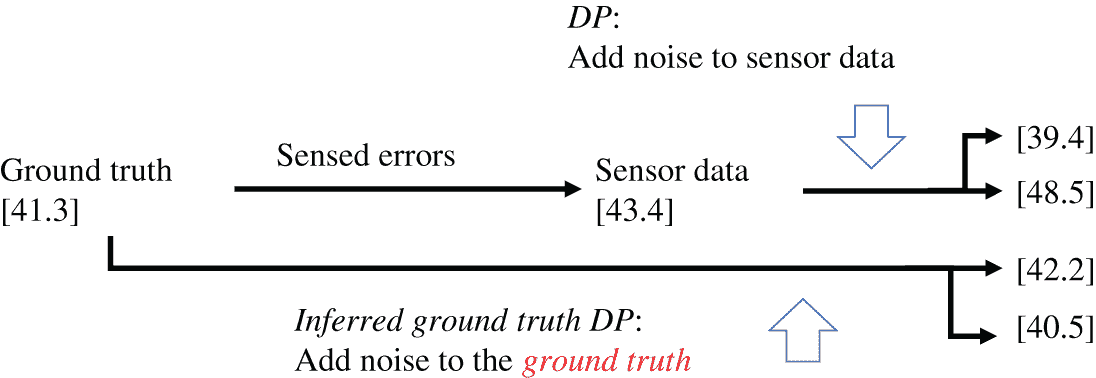 DP:
Add noise to sensor data
[39.4]
Sensed errors
Ground truth
Sensor data
[48.5]
[41.3]
[43.4]
[42.2]
Inferred ground truth DP:
[40.5]
Add noise to the ground truth